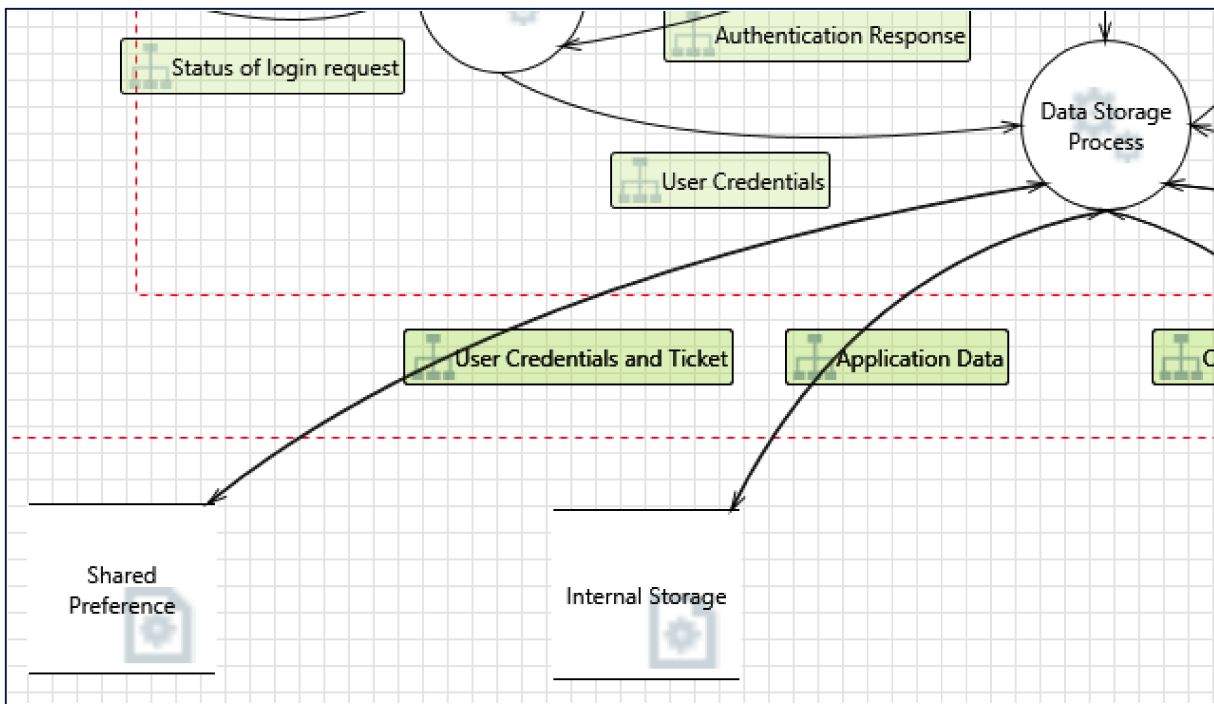 Authentication Response
Status of login request
Data Storage
Process
User Credentials
User Credentials and Ticket
Application Data
Shared
Preference
Internal Storage